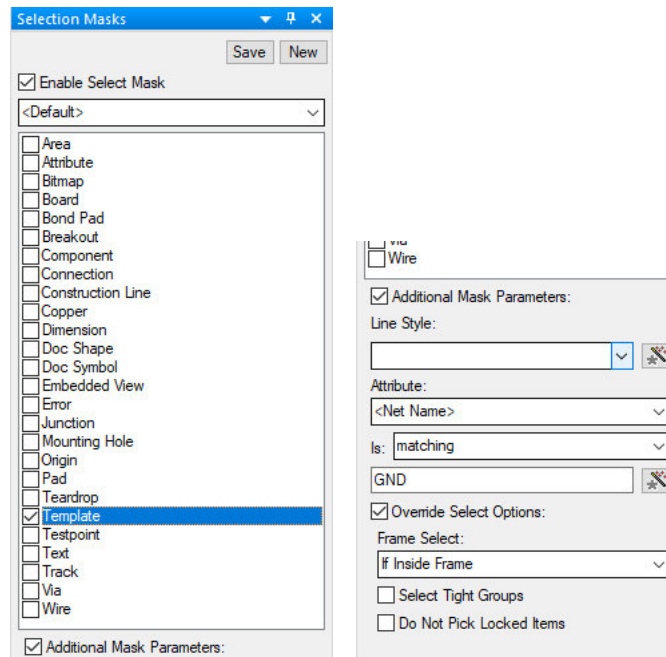 Selection Masks
Save New
Enable Select Mask
<Default>
Area
Attribute
Bitmap
Board
Bond Pad
Breakout
Component
Connection
Construction Line
Copper
Dimension
Doc Shape
Doc Symbol
Embedded View
Error
Junction
Mounting Hole
Origin
Pad
Teardrop
Template
Testpoint
Text
Track
Via
Wire
Additional Mask Parameters:
Via
Wire
Additional Mask Parameters:
Line Style:
Attribute:
<Net Name>
Is: matching
GND
Override Select Options:
Frame Select:
If Inside Frame
Select Tight Groups
Do Not Pick Locked Items